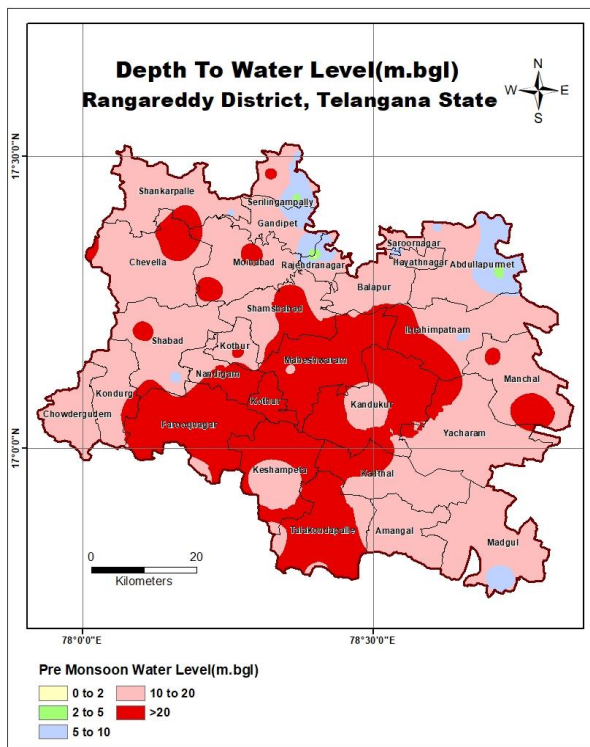 Depth To Water Level(m.bgl)
Rangareddy District, Telangana State
N
W E
S
17°30'0"N
17°0'0"N
Shankarpalle
Serilingampally
Gandipet
Chevella
Moinabad
Rajendranagar
Saroornagar
Hayathnagar
Abdullapurmet
Balapur
Shamshabad
Ibrahimpatnam
Shabad
Kothur
Maheshwaram
Nandigam
Manchal
Kondurg
Kothur
Kandukur
Chowdergudem
Farooqnagar
Yacharam
Keshampeta
Kadthal
Talakondapalle
Amangal
Madgul
0 20
Kilometers
78°0'0"E
78°30'0"E
Pre Monsoon Water Level(m.bgl)
0 to 2
10 to 20
2 to 5
>20
5 to 10